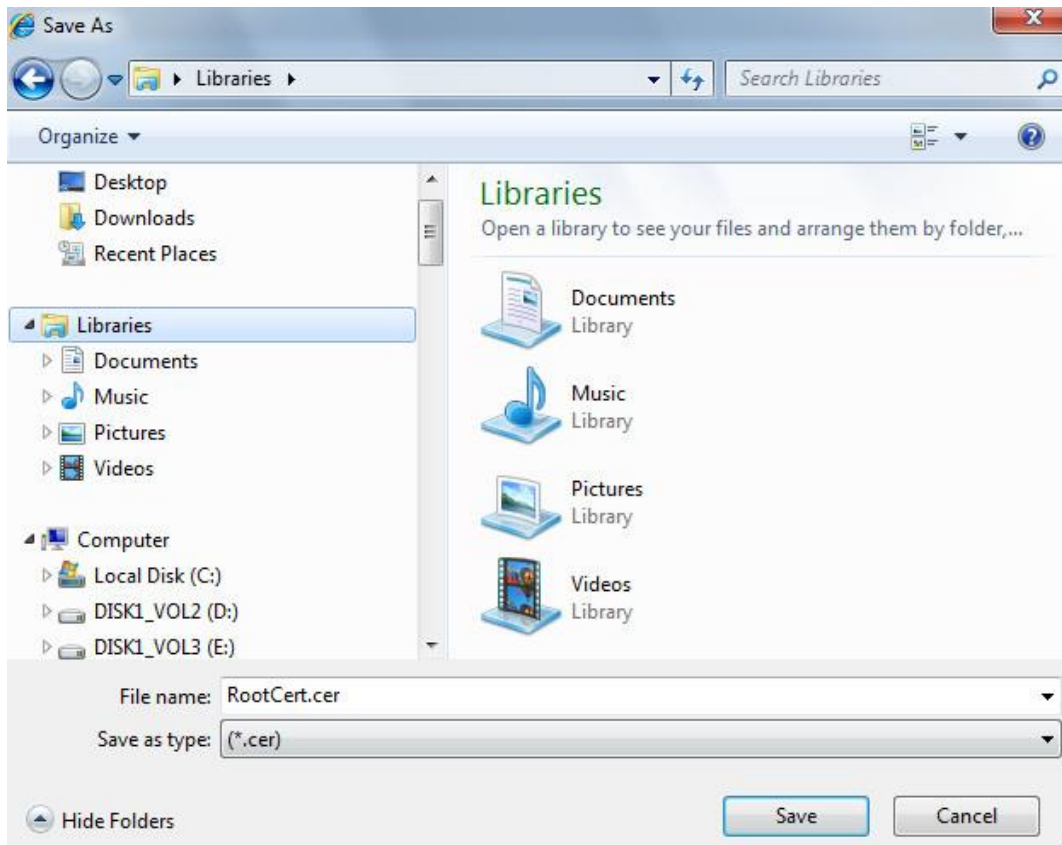 Save As
Libraries
Search Libraries
Organize
Desktop
Downloads
Recent Places
Libraries
Documents
Music
Pictures
Videos
Computer
Local Disk (C:)
DISK1_VOL2 (D:)
DISK1_VOL3 (E:)
Libraries
Open a library to see your files and arrange them by folder,...
Documents
Library
Music
Library
Pictures
Library
Videos
Library
File name: RootCert.cer
Save as type: (*.cer)
Hide Folders
Save
Cancel